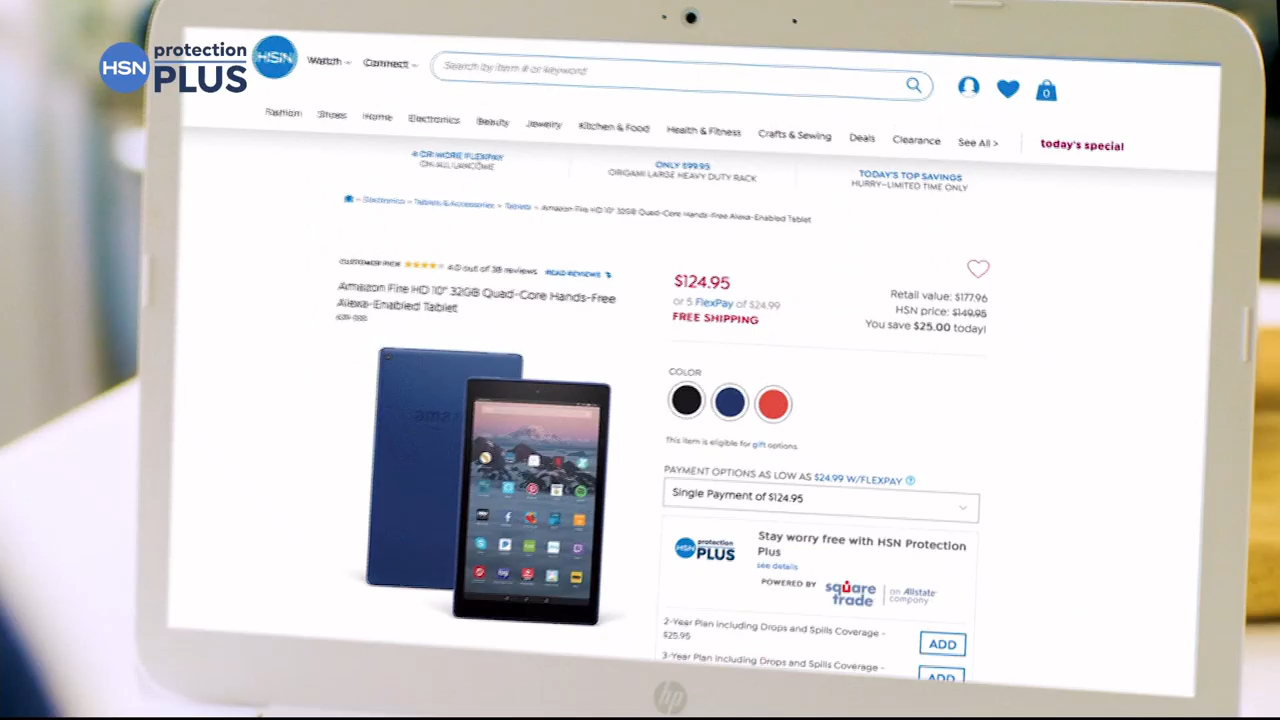 HSN protection PLUS
HSN Watch Connect Search by item # or keyword 0
Fashion Shoes Home Electronics Beauty Jewelry Kitchen & Food Health & Fitness Crafts & Sewing Deals Clearance See All > today's special
4 OR MORE FLEXPAY
ON ALL LANCOME
ONLY $99.95
ORIGAMI LARGE HEAVY DUTY RACK
TODAY'S TOP SAVINGS
HURRY-LIMITED TIME ONLY
Electronics > Tablets & Accessories > Tablets > Amazon Fire HD 10" 32GB Quad-Core Hands-Free Alexa-Enabled Tablet
CUSTOMER PICK 4.0 out of 38 reviews READ REVIEWS
Amazon Fire HD 10" 32GB Quad-Core Hands-Free
Alexa-Enabled Tablet
$124.95
or 5 FlexPay of $24.99
FREE SHIPPING
Retail value: $177.96
HSN price: $149.95
You save $25.00 today!
COLOR
This item is eligible for gift options.
PAYMENT OPTIONS AS LOW AS $24.99 W/FLEXPAY ?
Single Payment of $124.95
HSN protection PLUS
Stay worry free with HSN Protection
Plus
see details
POWERED BY square trade an Allstate company
2-Year Plan including Drops and Spills Coverage -
$25.95
ADD
3-Year Plan including Drops and Spills Coverage -
ADD
hp